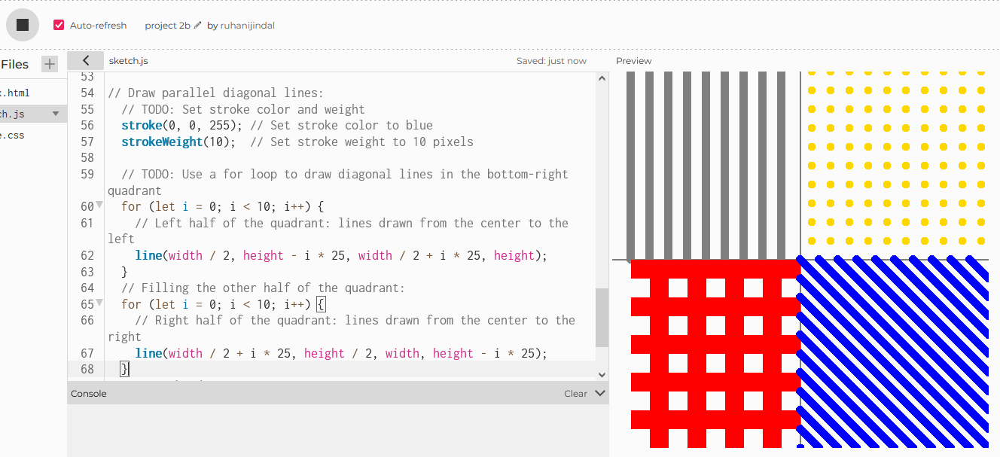 Auto-refresh project 2b by ruhanijindal
Files
sketch.js Saved: just now Preview
.html
ch.js
.css
53
54 // Draw parallel diagonal lines:
55 // TODO: Set stroke color and weight
56 stroke(0, 0, 255); // Set stroke color to blue
57 strokeWeight(10); // Set stroke weight to 10 pixels
58
59 // TODO: Use a for loop to draw diagonal lines in the bottom-right
quadrant
60 for (let i = 0; i < 10; i++) {
61 // Left half of the quadrant: lines drawn from the center to the
left
62 line(width / 2, height - i * 25, width / 2 + i * 25, height);
63 }
64 // Filling the other half of the quadrant:
65 for (let i = 0; i < 10; i++) {
66 // Right half of the quadrant: lines drawn from the center to the
right
67 line(width / 2 + i * 25, height / 2, width, height - i * 25);
68 }
Console Clear